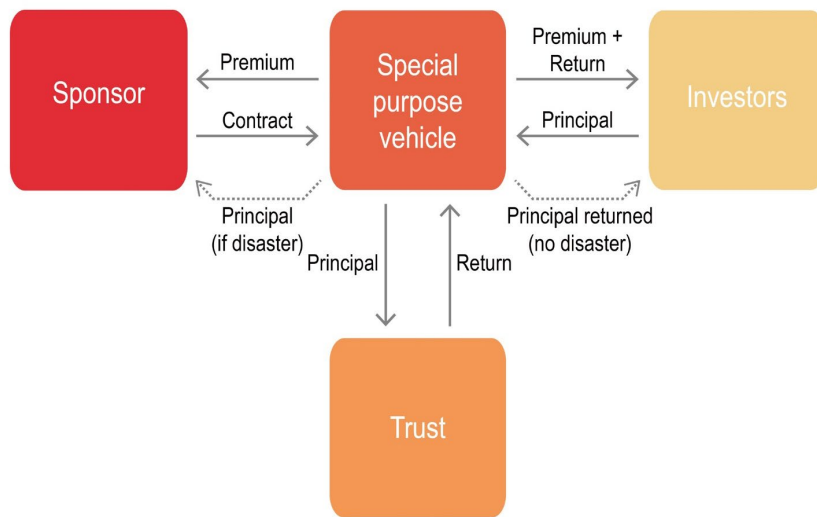 Sponsor
Premium
Contract
Special
purpose
vehicle
Premium +
Return
Principal
Investors
Principal
(if disaster)
Principal returned
(no disaster)
Principal
Return
Trust